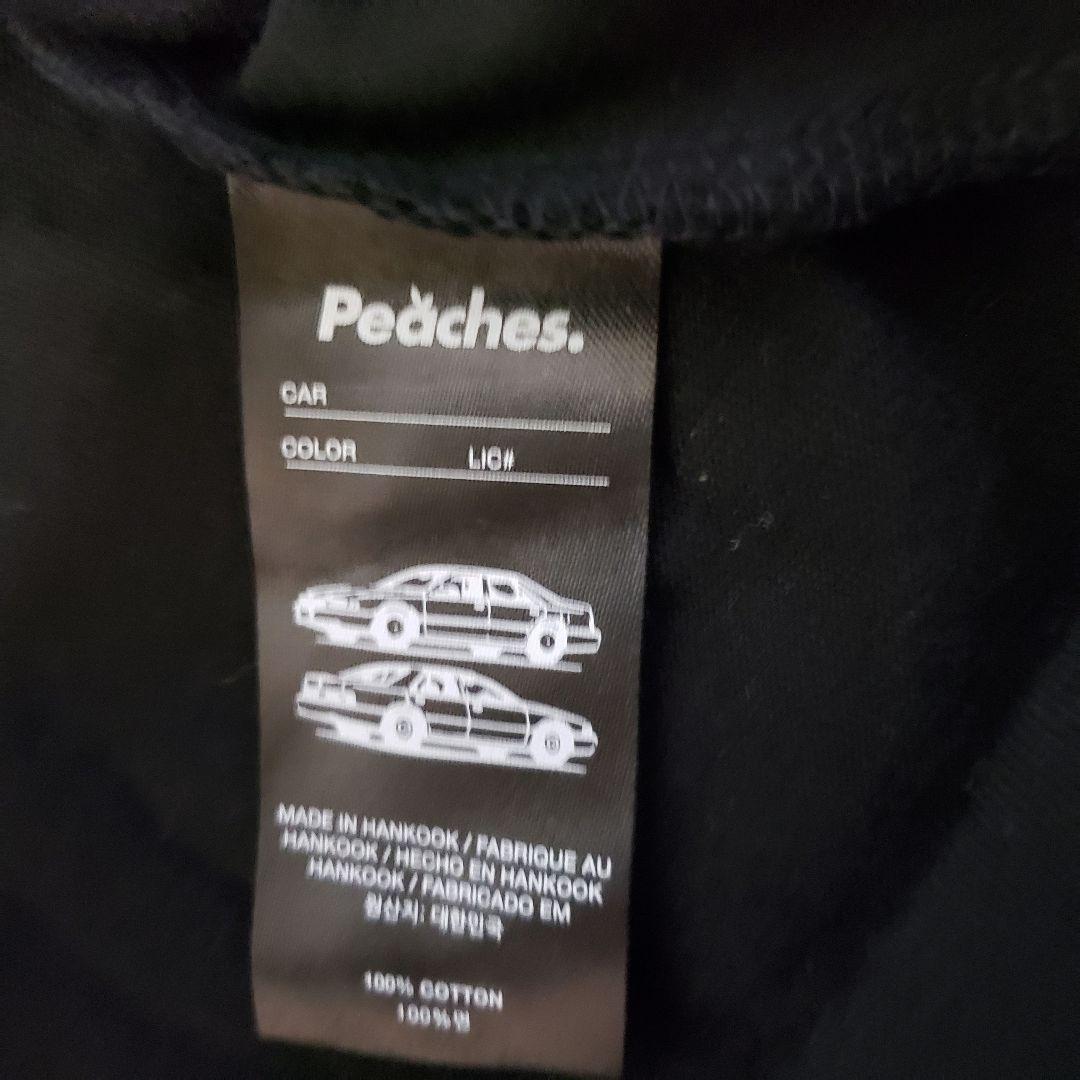 Peaches.
CAR
COLOR LIC#
MADE IN HANKOOK / FABRIQUE AU
HANKOOK / HECHO EN HANKOOK
HANKOOK / FABRICADO EM
원산지: 대한민국
100% COTTON
100%면